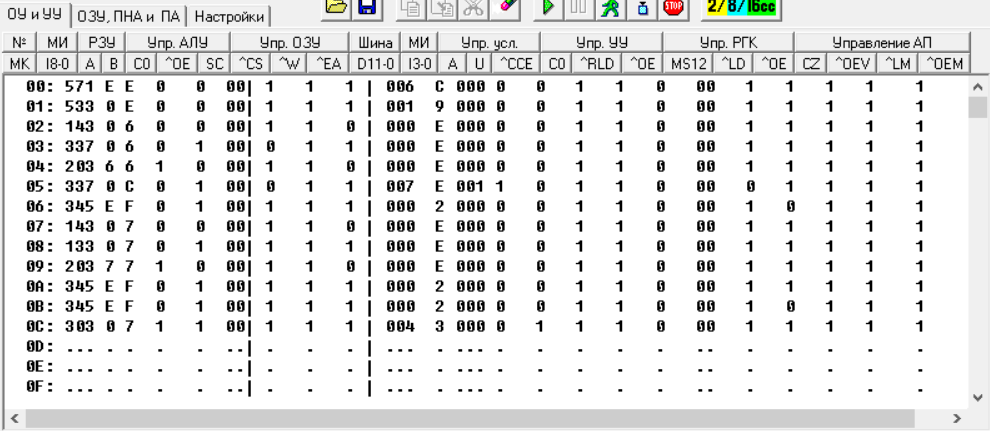 ОУ и УУ ОЗУ, ПНА и ПА Настройки 2/8/16cc STOP
№ МИ РЗУ Упр. АЛУ Упр. ОЗУ Шина МИ Упр. усл. Упр. УУ Упр. РГК Управление АП
МК I8-0 A B C0 ^OE SC ^CS ^W ^EA D11-0 I3-0 A U ^CCE C0 ^RLD ^OE MS12 ^LD ^OE CZ ^OEV ^LM ^OEM
00: 571 E E 0 0 00| 1 1 1 | 006 C 000 0 0 1 1 0 00 1 1 1 1 1 1
01: 533 0 E 0 0 00| 1 1 1 | 001 9 000 0 0 1 1 0 00 1 1 1 1 1 1
02: 143 0 6 0 0 00| 1 1 0 | 000 E 000 0 0 1 1 0 00 1 1 1 1 1 1
03: 337 0 6 0 1 00| 0 1 1 | 000 E 000 0 0 1 1 0 00 1 1 1 1 1 1
04: 203 6 6 1 0 00| 1 1 0 | 000 E 000 0 0 1 1 0 00 1 1 1 1 1 1
05: 337 0 C 0 1 00| 0 1 1 | 007 E 001 1 0 1 1 0 00 0 1 1 1 1 1
06: 345 E F 0 1 00| 1 1 1 | 000 2 000 0 0 1 1 0 00 1 0 1 1 1 1
07: 143 0 7 0 0 00| 1 1 0 | 000 E 000 0 0 1 1 0 00 1 1 1 1 1 1
08: 133 0 7 0 1 00| 1 1 1 | 000 E 000 0 0 1 1 0 00 1 1 1 1 1 1
09: 203 7 7 1 0 00| 1 1 0 | 000 E 000 0 0 1 1 0 00 1 1 1 1 1 1
0A: 345 E F 0 1 00| 1 1 1 | 000 2 000 0 0 1 1 0 00 1 1 1 1 1 1
0B: 345 E F 0 1 00| 1 1 1 | 000 2 000 0 0 1 1 0 00 1 0 1 1 1 1
0C: 303 0 7 1 1 00| 1 1 1 | 004 3 000 0 1 1 1 0 00 1 1 1 1 1 1
0D: ... . . . . ..| . . . | ... . ... . . . . . .. . . . . . .
0E: ... . . . . ..| . . . | ... . ... . . . . . .. . . . . . .
0F: ... . . . . ..| . . . | ... . ... . . . . . .. . . . . . .